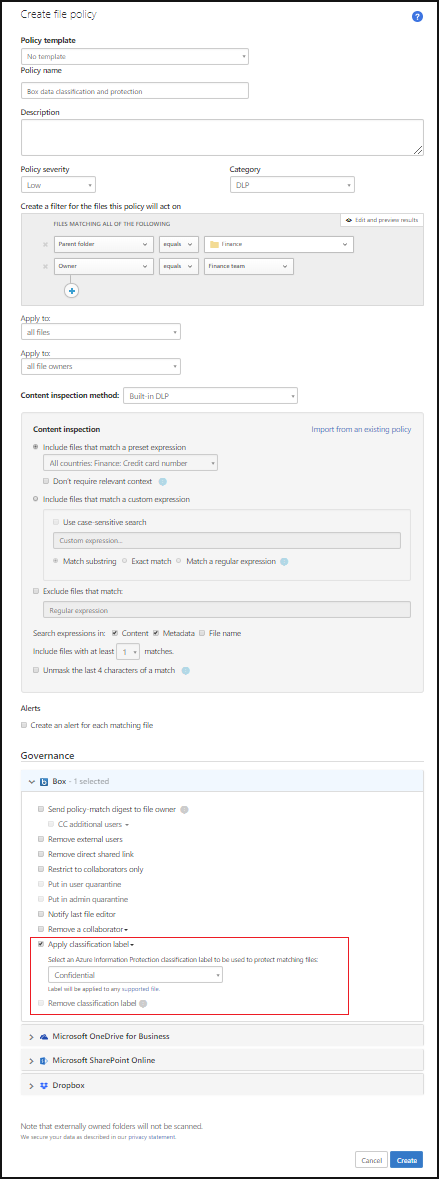 Create file policy
?
Policy template
No template
Policy name
Box data classification and protection
Description
Policy severity
Category
Low
DLP
Create a filter for the files this policy will act on
Edit and preview results
FILES MATCHING ALL OF THE FOLLOWING
Parent folder equals Finance
Owner equals Finance team
Apply to:
all files
Apply to:
all file owners
Content inspection method: Built-in DLP
Content inspection
Import from an existing policy
Include files that match a preset expression
All countries: Finance: Credit card number
Don't require relevant context
Include files that match a custom expression
Use case-sensitive search
Custom expression...
Match substring Exact match Match a regular expression
Exclude files that match:
Regular expression
Search expressions in: Content Metadata File name
Include files with at least 1 matches.
Unmask the last 4 characters of a match
Alerts
Create an alert for each matching file
Governance
Box - 1 selected
Send policy-match digest to file owner
CC additional users
Remove external users
Remove direct shared link
Restrict to collaborators only
Put in user quarantine
Put in admin quarantine
Notify last file editor
Remove a collaborator
Apply classification label
Select an Azure Information Protection classification label to be used to protect matching files:
Confidential
Label will be applied to any supported file.
Remove classification label
Microsoft OneDrive for Business
Microsoft SharePoint Online
Dropbox
Note that externally owned folders will not be scanned.
We secure your data as described in our privacy statement.
Cancel
Create